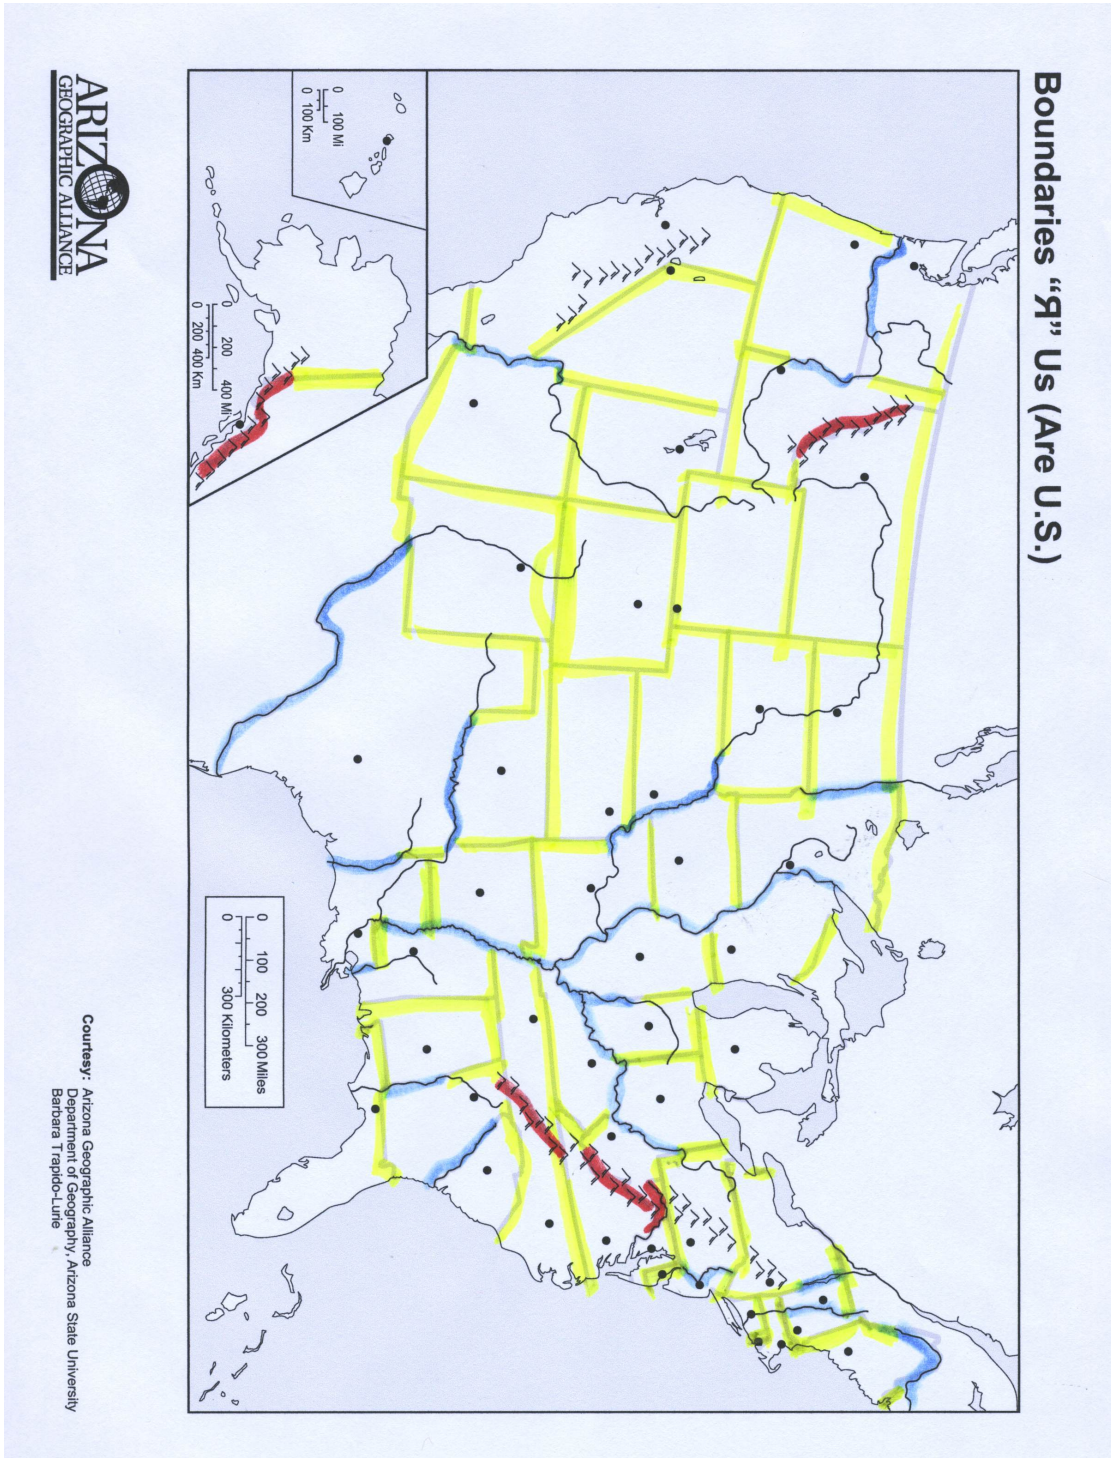 Boundaries “Я” Us (Are U.S.)
0 100 Mi
0 100 Km
0 200 400 Mi
0 200 400 Km
0 100 200 300 Miles
0 100 300 Kilometers
ARIZONA
GEOGRAPHIC ALLIANCE
Courtesy: Arizona Geographic Alliance
Department of Geography, Arizona State University
Barbara Trapido-Lurie